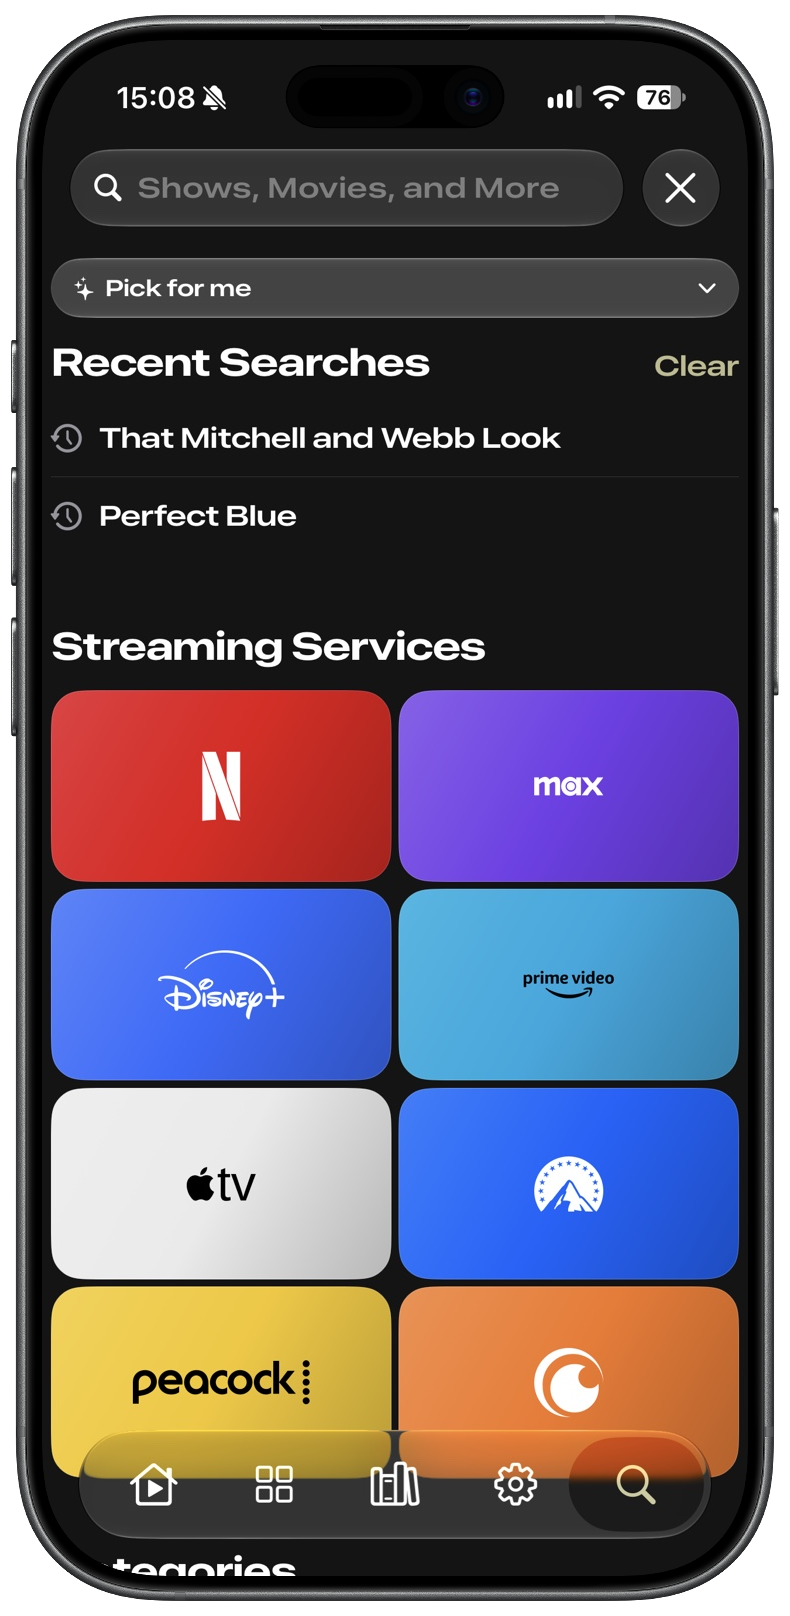 15:08
76
Shows, Movies, and More
Pick for me
Recent Searches
Clear
That Mitchell and Webb Look
Perfect Blue
Streaming Services
N
max
Disney+
prime video
tv
peacock
tegories